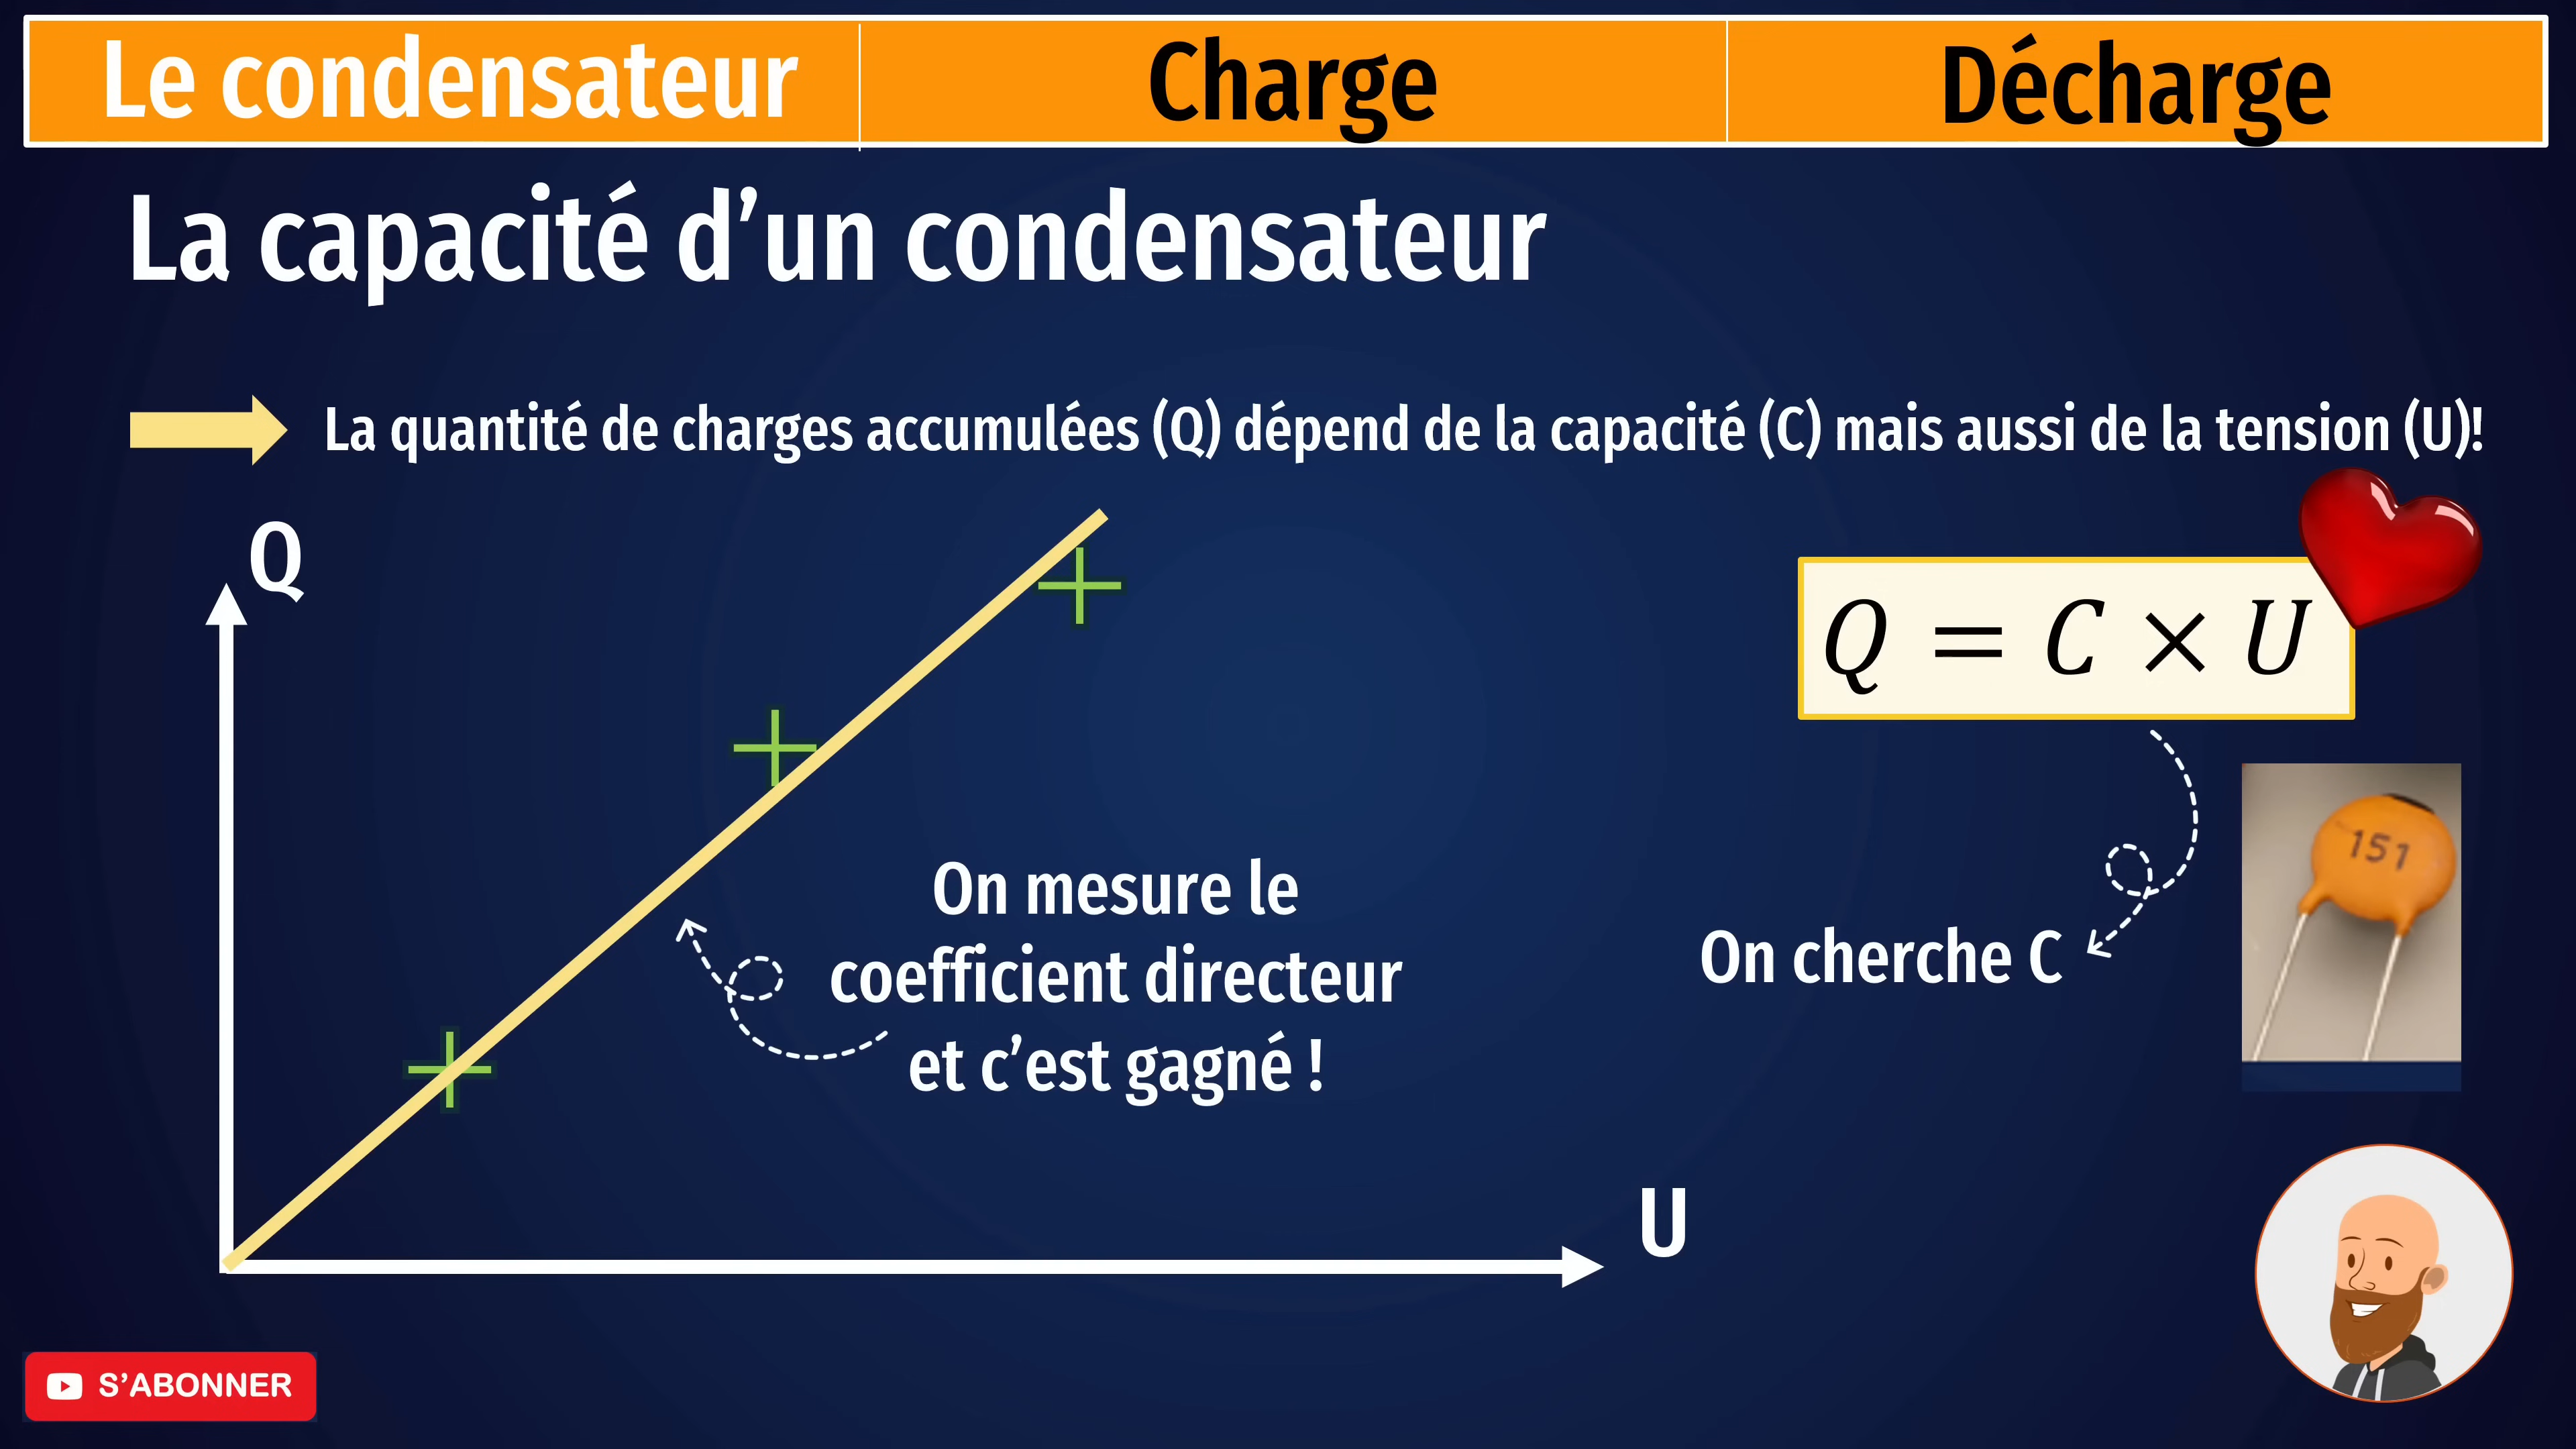 Le condensateur
Charge
Décharge
La capacité d’un condensateur
La quantité de charges accumulées (Q) dépend de la capacité (C) mais aussi de la tension (U)!
Q
Q = C × U
151
On mesure le
coefficient directeur
et c’est gagné !
On cherche C
U
S’ABONNER